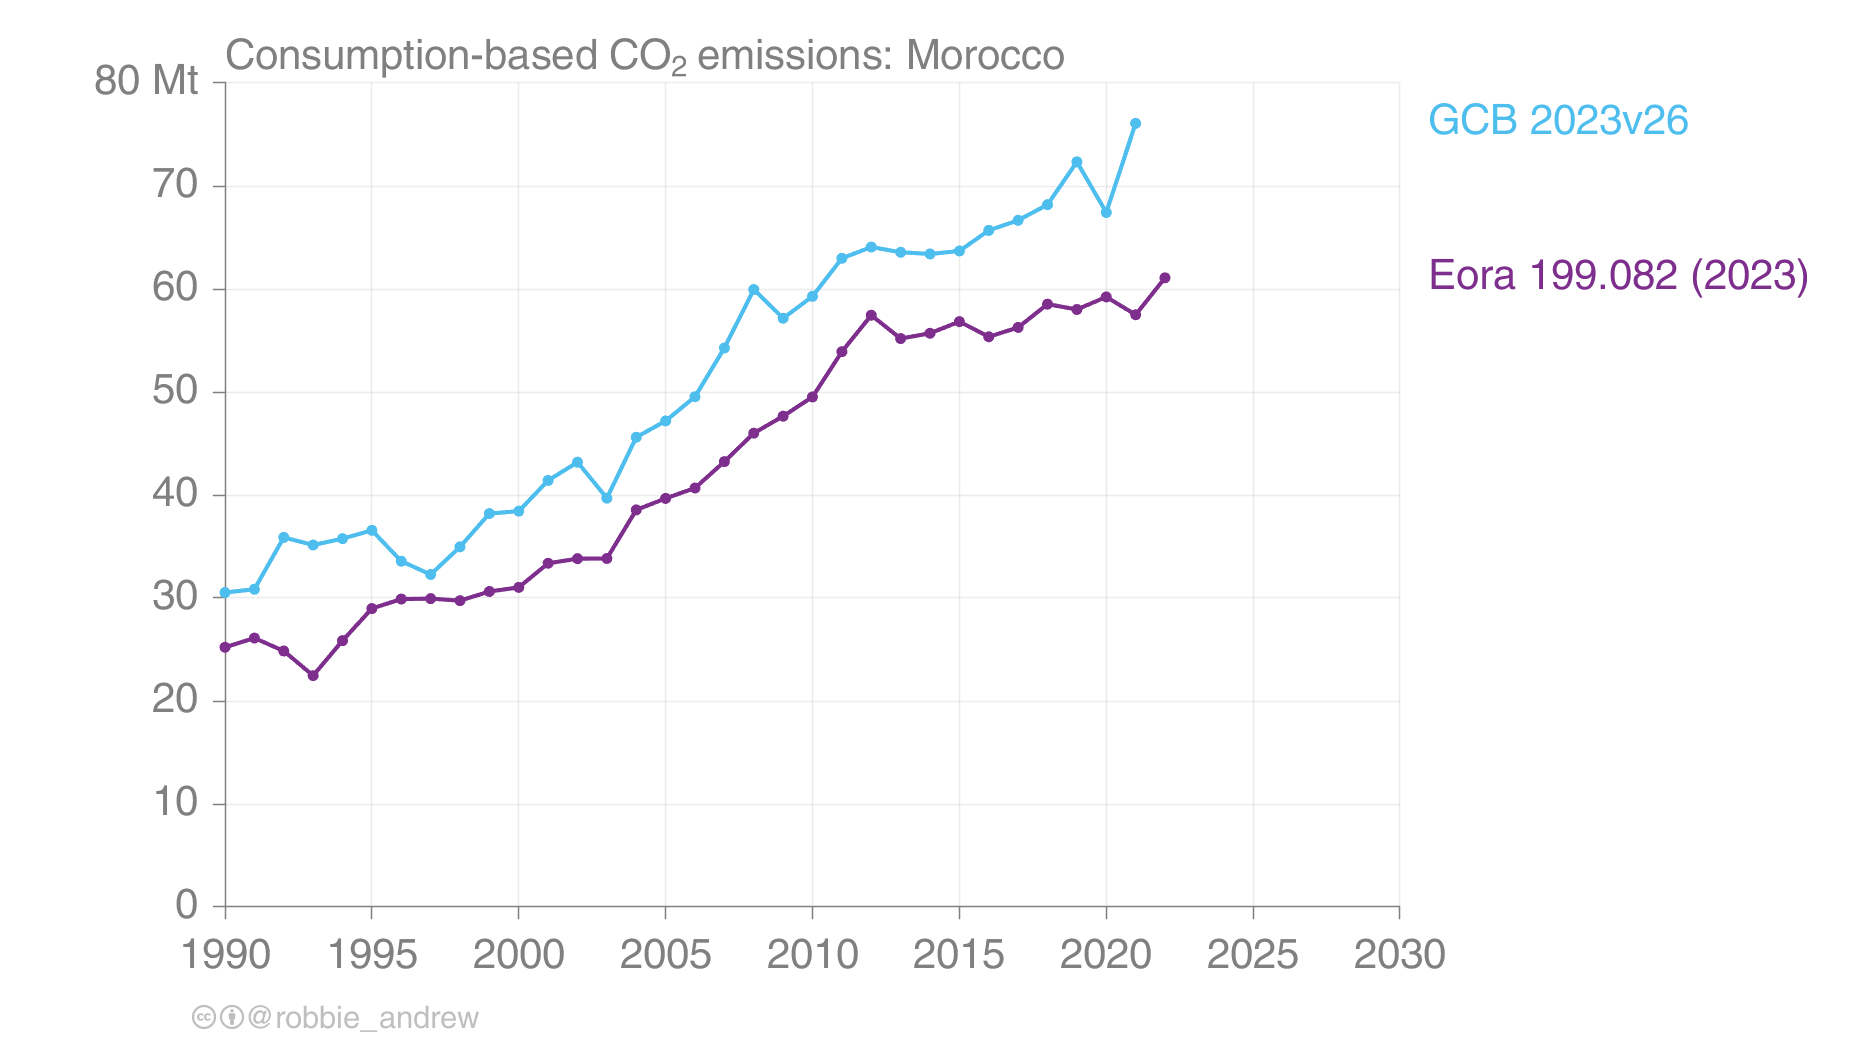 Consumption-based CO₂ emissions: Morocco
80 Mt
70
60
50
40
30
20
10
0
1990 1995 2000 2005 2010 2015 2020 2025 2030
GCB 2023v26
Eora 199.082 (2023)
@robbie_andrew